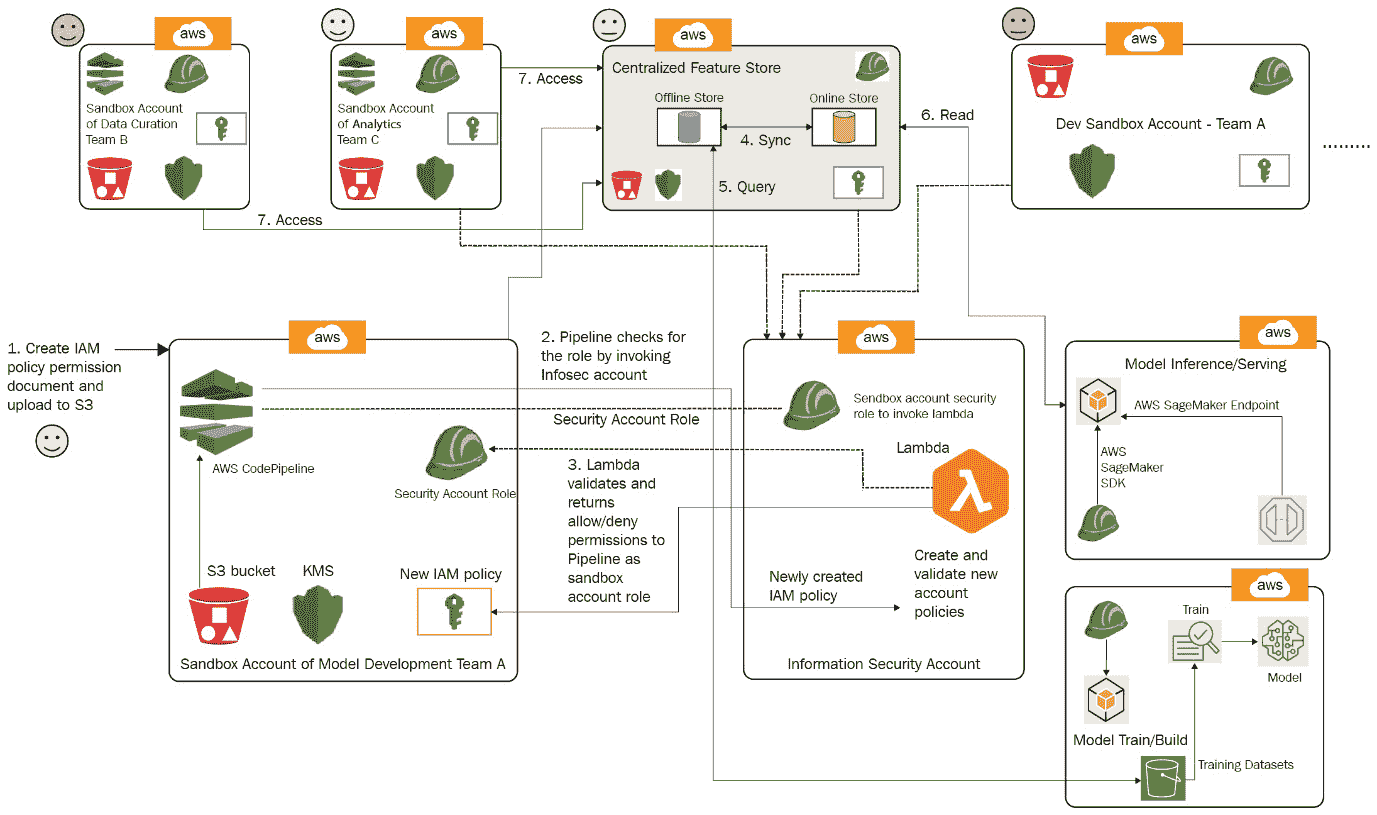 aws
aws
aws
aws
Sandbox Account
of Data Curation
Team B
Sandbox Account
of Analytics
Team C
7. Access
Centralized Feature Store
Offline Store
Online Store
4. Sync
5. Query
6. Read
Dev Sandbox Account - Team A
.........
7. Access
1. Create IAM
policy permission
document and
upload to S3
aws
AWS CodePipeline
Security Account Role
S3 bucket
KMS
New IAM policy
Sandbox Account of Model Development Team A
2. Pipeline checks for
the role by invoking
Infosec account
Security Account Role
3. Lambda
validates and
returns
allow/deny
permissions to
Pipeline as
sandbox
account role
aws
Sendbox account security
role to invoke lambda
Lambda
Newly created
IAM policy
Create and
validate new
account
policies
Information Security Account
aws
Model Inference/Serving
AWS SageMaker Endpoint
AWS
SageMaker
SDK
aws
Train
Model
Model Train/Build
Training Datasets